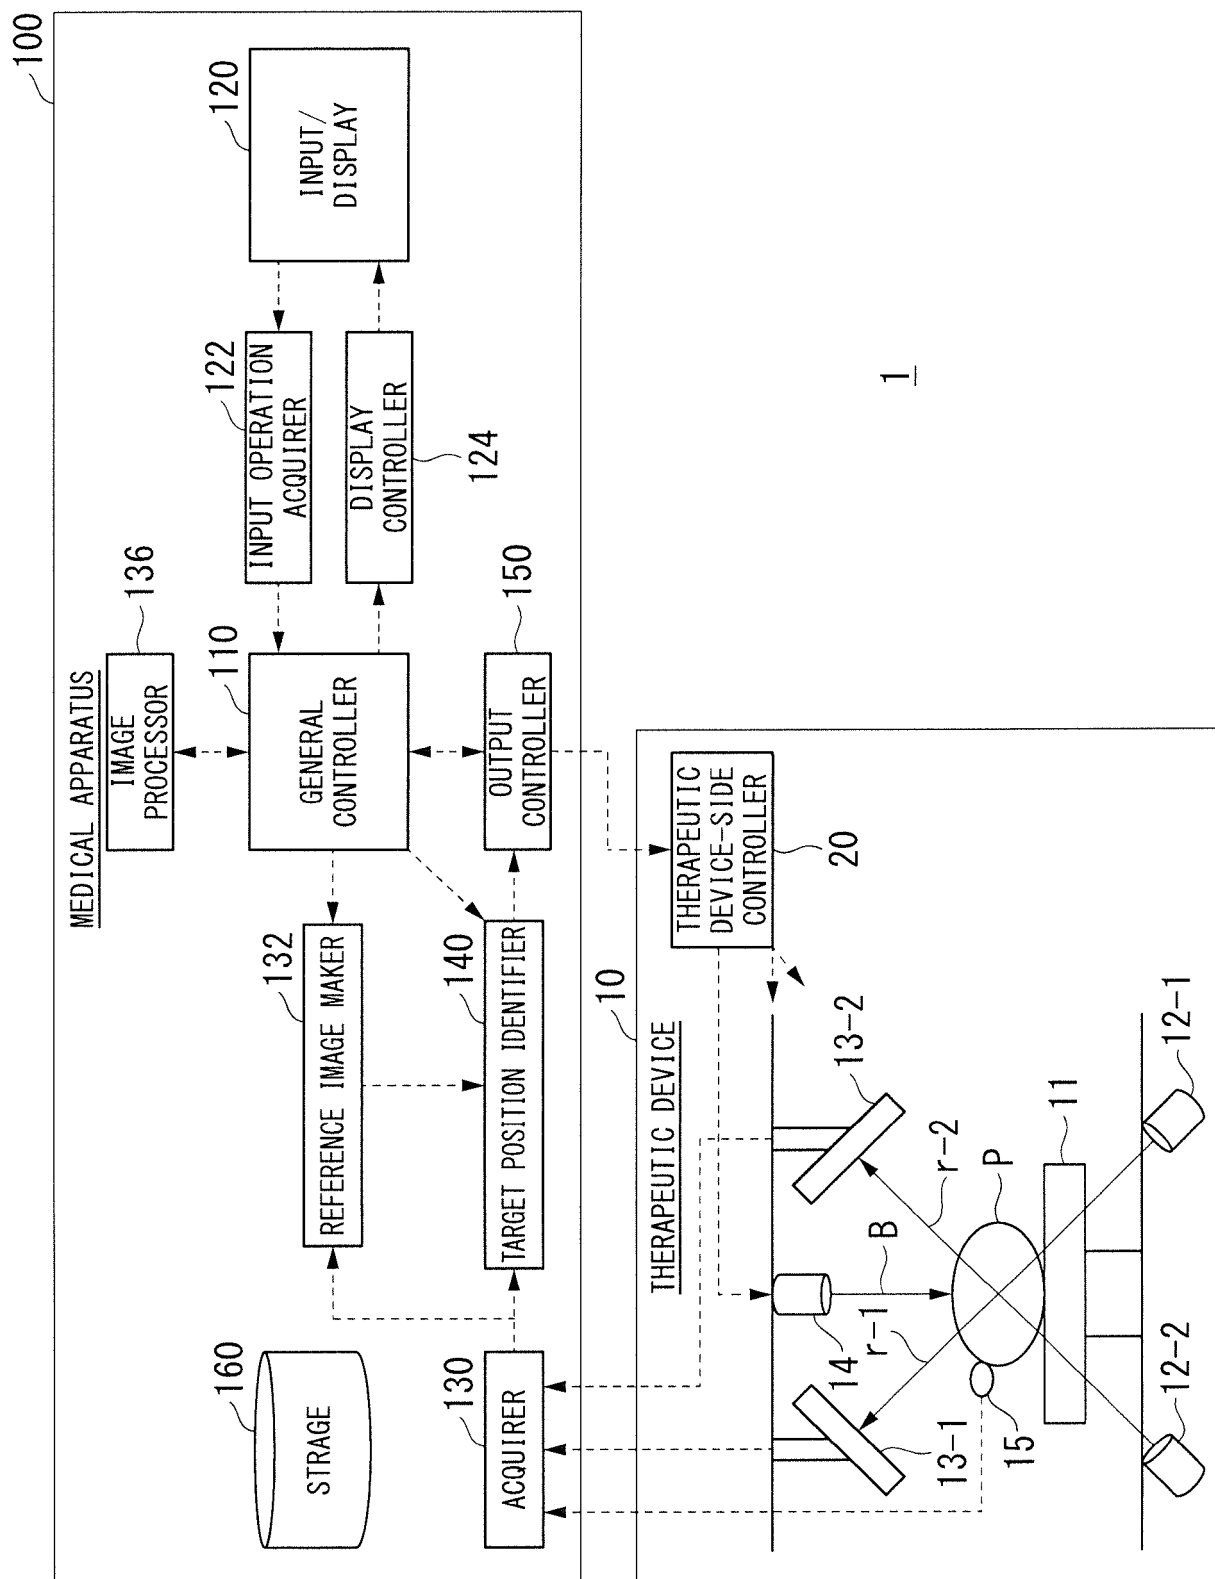 100
MEDICAL APPARATUS
136
IMAGE
PROCESSOR
160
STRAGE
132
REFERENCE IMAGE MAKER
110
GENERAL
CONTROLLER
122
INPUT OPERATION
ACQUIRER
120
INPUT/
DISPLAY
DISPLAY
CONTROLLER
124
130
ACQUIRER
140
TARGET POSITION IDENTIFIER
150
OUTPUT
CONTROLLER
10
THERAPEUTIC DEVICE
THERAPEUTIC
DEVICE-SIDE
CONTROLLER
20
13-1
14
13-2
r-1
B
r-2
15
P
11
12-2
12-1
1